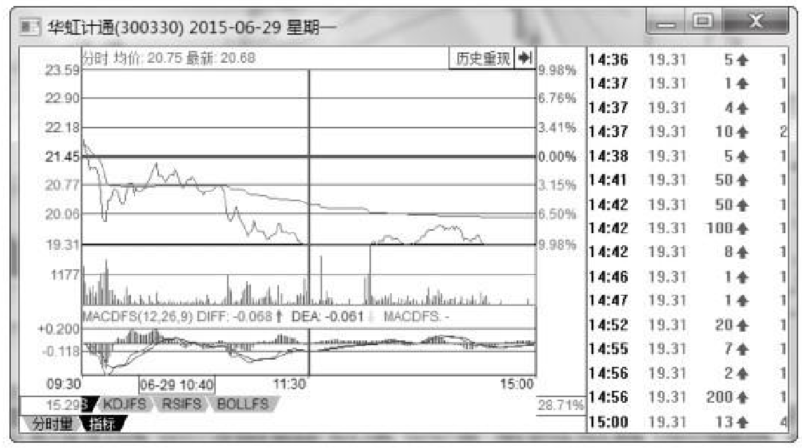 华虹计通(300330) 2015-06-29 星期一
分时 均价: 20.75 最新: 20.68
历史重现
23.59
22.90
22.18
21.45
20.77
20.06
19.31
1177
9.98%
6.76%
3.41%
0.00%
3.15%
6.50%
9.98%
MACDFS(12,26,9) DIFF: -0.068 DEA: -0.061 MACDFS: -
+0.200
-0.118
09:30 06-29 10:40 11:30 15:00
15.29 S KDJFS RSIFS BOLLFS 28.71%
分时量 指标
14:36 19.31 5 1
14:37 19.31 1 1
14:37 19.31 4 1
14:37 19.31 10 2
14:38 19.31 5 1
14:41 19.31 50 1
14:42 19.31 50 1
14:42 19.31 100 1
14:42 19.31 8 1
14:46 19.31 1 1
14:47 19.31 1 1
14:52 19.31 20 1
14:55 19.31 7 1
14:56 19.31 2 1
14:56 19.31 200 1
15:00 19.31 13 4